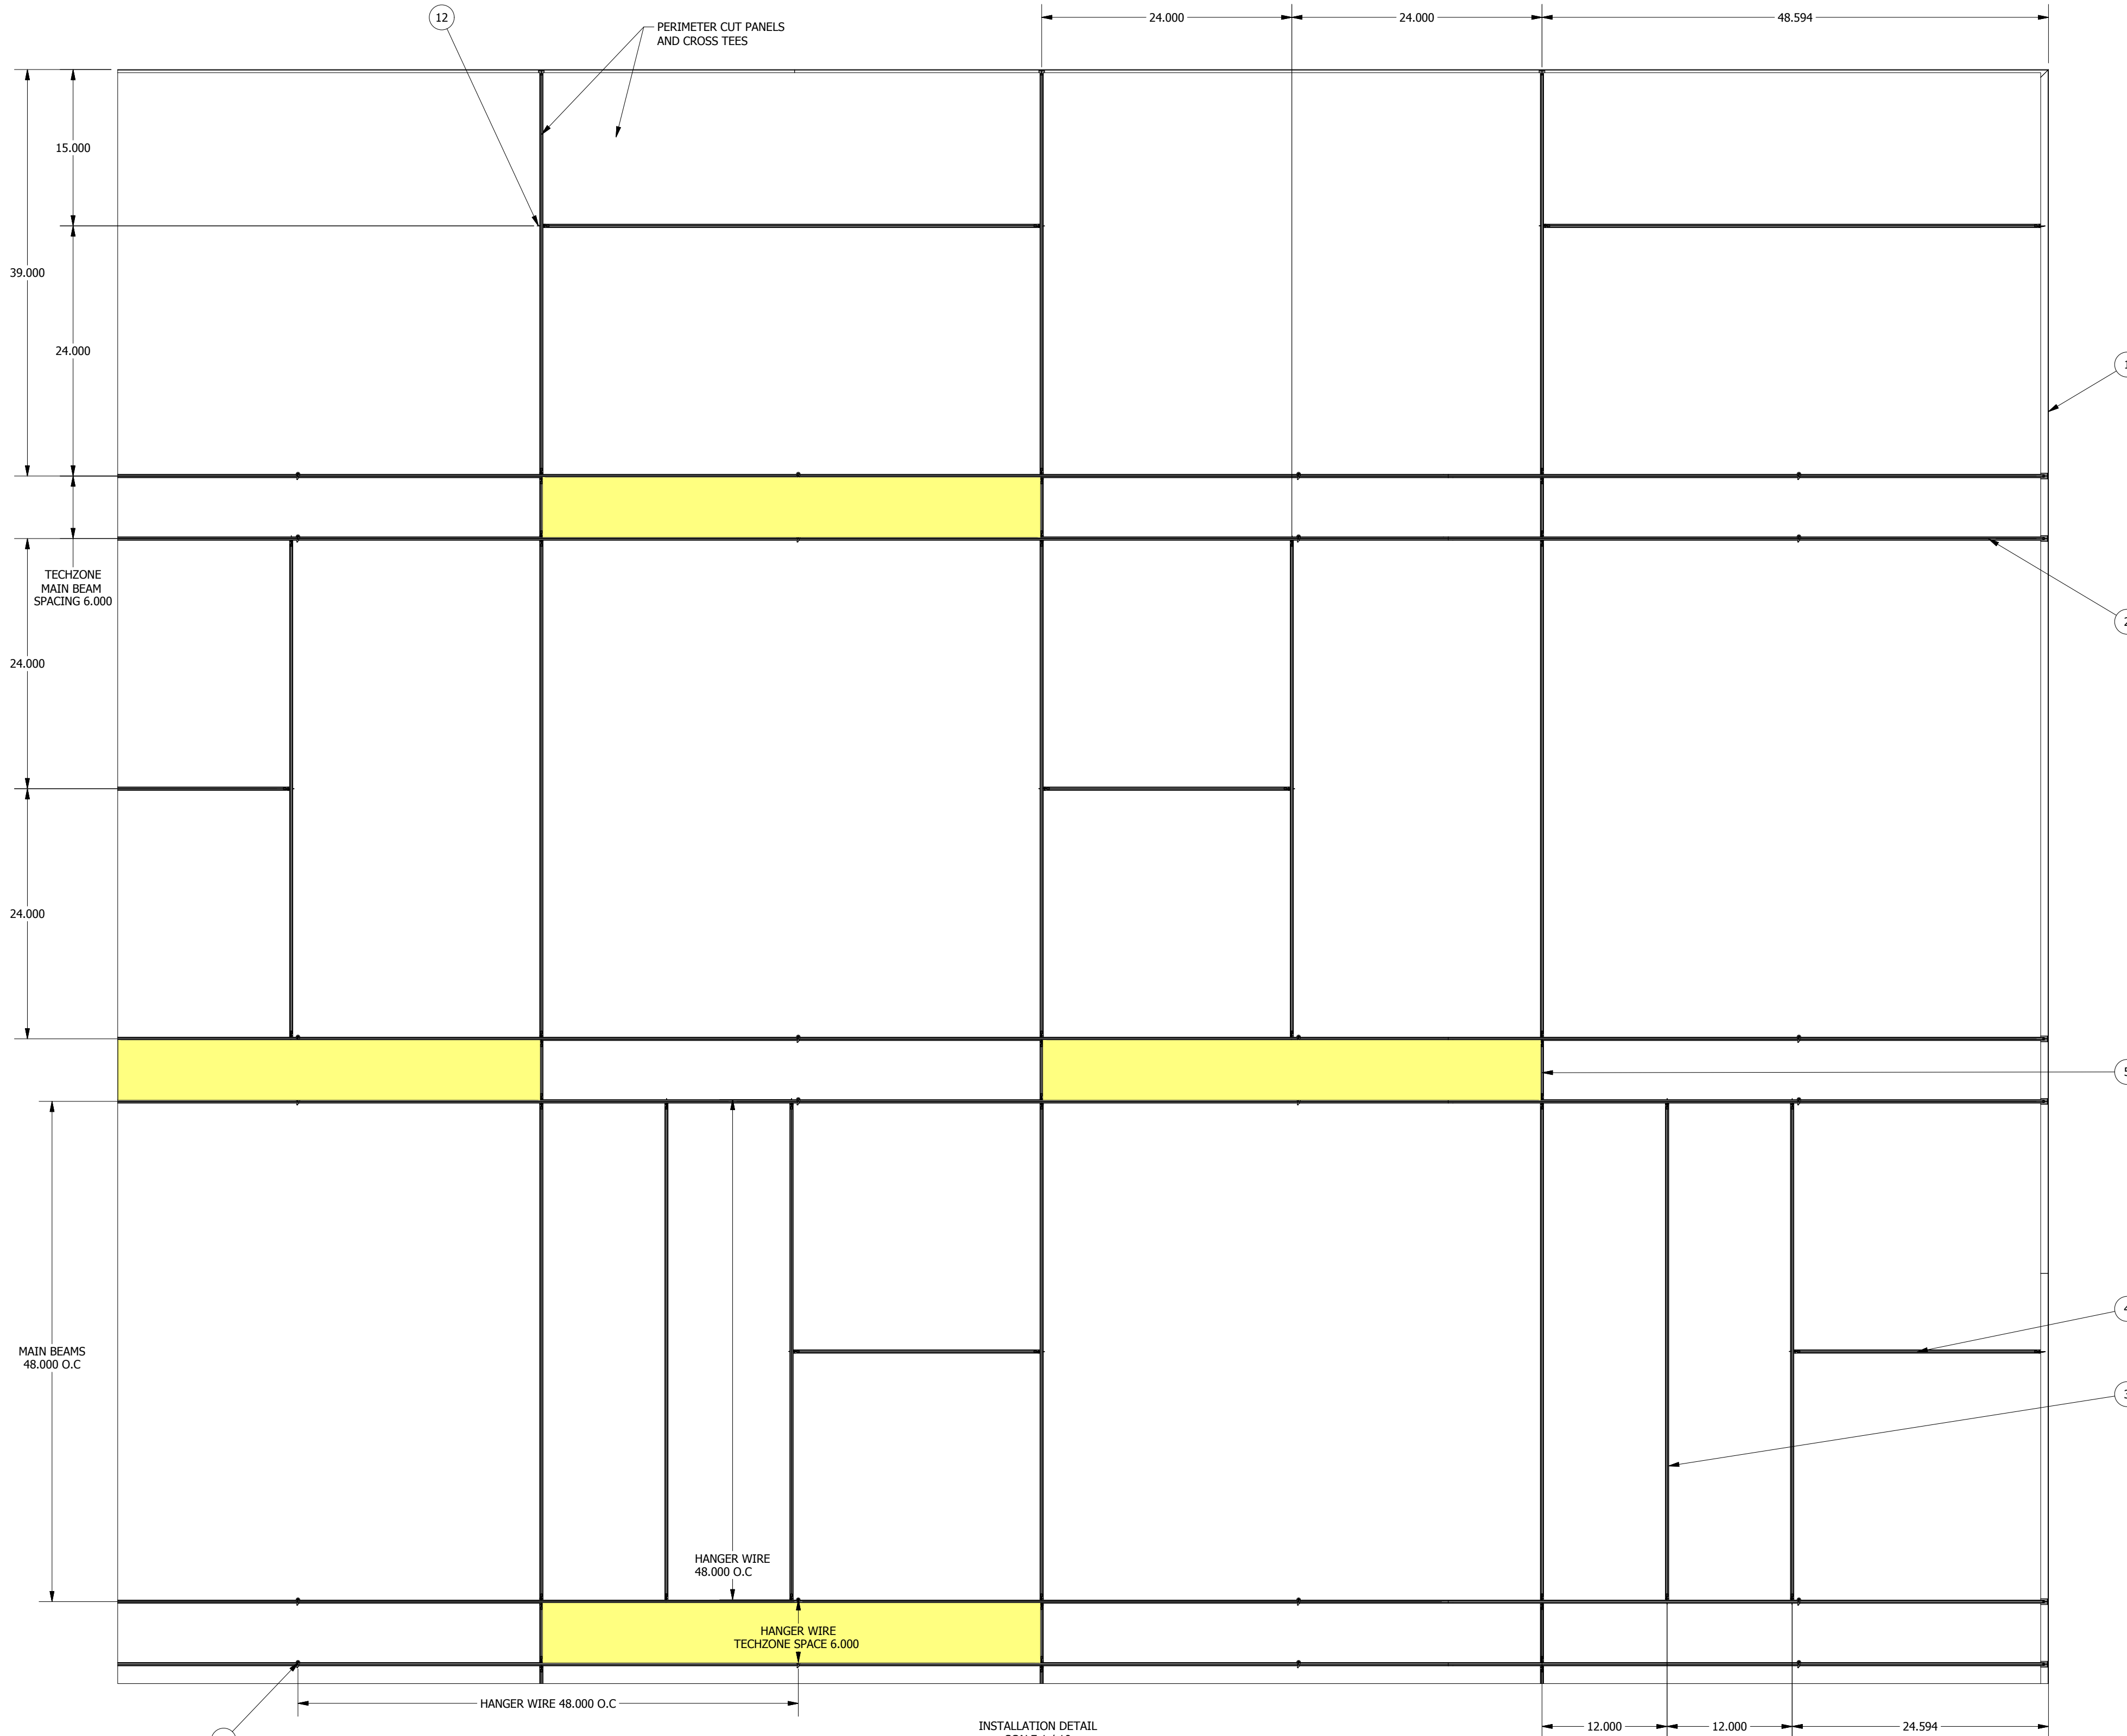 12
PERIMETER CUT PANELS
AND CROSS TEES
24.000
24.000
48.594
15.000
39.000
24.000
TECHZONE
MAIN BEAM
SPACING 6.000
24.000
24.000
MAIN BEAMS
48.000 O.C
HANGER WIRE
48.000 O.C
HANGER WIRE
TECHZONE SPACE 6.000
HANGER WIRE 48.000 O.C
INSTALLATION DETAIL
12.000
12.000
24.594